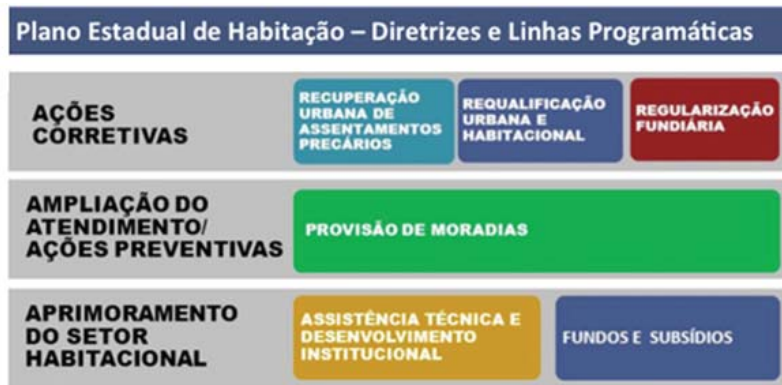 Plano Estadual de Habitação – Diretrizes e Linhas Programáticas
AÇÕES
CORRETIVAS
RECUPERAÇÃO
URBANA DE
ASSENTAMENTOS
PRECÁRIOS
REQUALIFICAÇÃO
URBANA E
HABITACIONAL
REGULARIZAÇÃO
FUNDIÁRIA
AMPLIAÇÃO DO
ATENDIMENTO/
AÇÕES PREVENTIVAS
PROVISÃO DE MORADIAS
APRIMORAMENTO
DO SETOR
HABITACIONAL
ASSISTÊNCIA TÉCNICA E
DESENVOLVIMENTO
INSTITUCIONAL
FUNDOS E SUBSÍDIOS